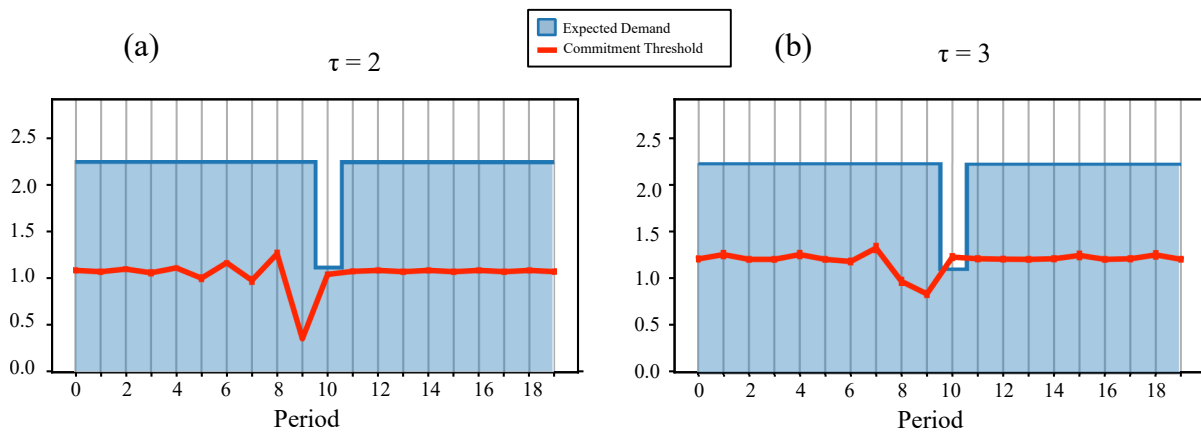 (a)
τ = 2
Expected Demand
Commitment Threshold
(b)
τ = 3
2.5
2.0
1.5
1.0
0.5
0.0
0 2 4 6 8 10 12 14 16 18
Period
2.5
2.0
1.5
1.0
0.5
0.0
0 2 4 6 8 10 12 14 16 18
Period